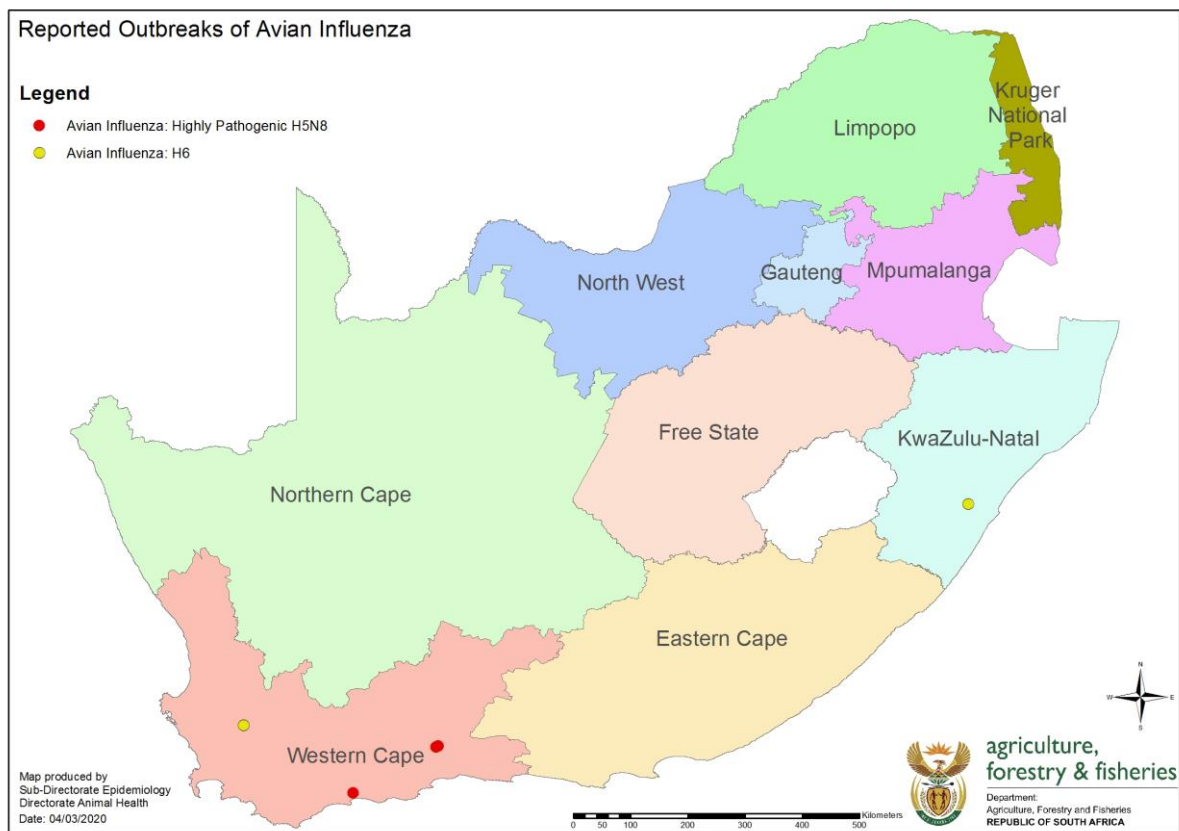 Reported Outbreaks of Avian Influenza
Legend
Avian Influenza: Highly Pathogenic H5N8
Avian Influenza: H6
Limpopo
Kruger
National
Park
North West
Gauteng
Mpumalanga
Free State
KwaZulu-Natal
Northern Cape
Eastern Cape
Western Cape
N
W
E
S
Map produced by
Sub-Directorate Epidemiology
Directorate Animal Health
Date: 04/03/2020
0
100
200
300
400
500
Kilometers
agriculture,
forestry & fisheries
Department:
Agriculture, Forestry and Fisheries
REPUBLIC OF SOUTH AFRICA